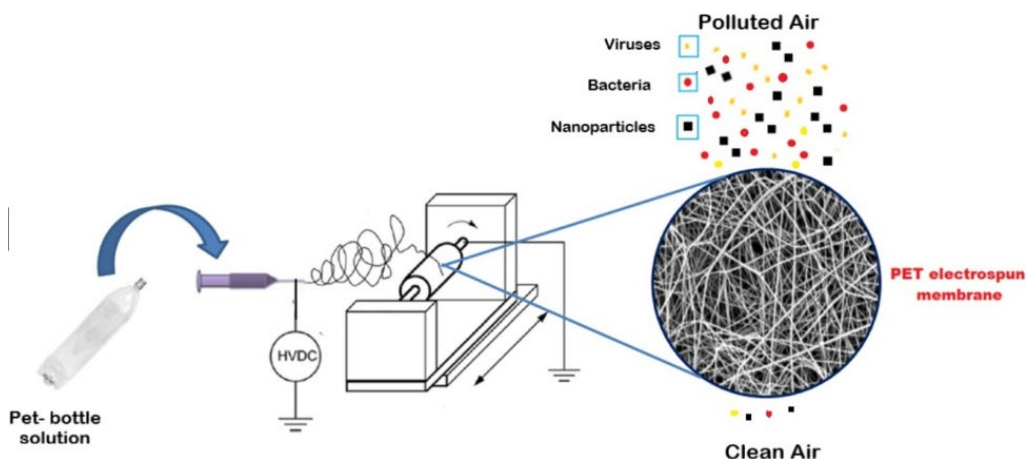 Polluted Air
Viruses
Bacteria
Nanoparticles
PET electrospun
membrane
HVDC
Pet- bottle
solution
Clean Air